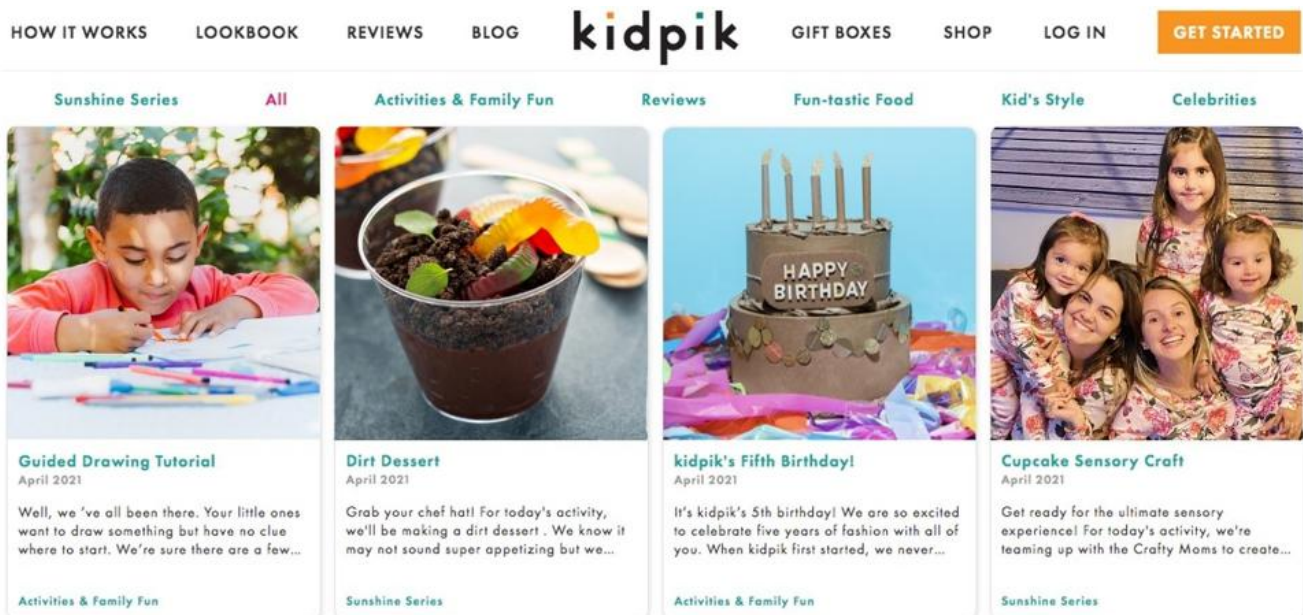 HOW IT WORKS LOOKBOOK REVIEWS BLOG kidpik GIFT BOXES SHOP LOG IN GET STARTED
Sunshine Series All Activities & Family Fun Reviews Fun-tastic Food Kid's Style Celebrities
Guided Drawing Tutorial
April 2021
Well, we 've all been there. Your little ones
want to draw something but have no clue
where to start. We're sure there are a few...
Activities & Family Fun
Dirt Dessert
April 2021
Grab your chef hat! For today's activity,
we'll be making a dirt dessert . We know it
may not sound super appetizing but we...
Sunshine Series
HAPPY
BIRTHDAY
kidpik's Fifth Birthday!
April 2021
It's kidpik's 5th birthday! We are so excited
to celebrate five years of fashion with all of
you. When kidpik first started, we never...
Activities & Family Fun
Cupcake Sensory Craft
April 2021
Get ready for the ultimate sensory
experience! For today's activity, we're
teaming up with the Crafty Moms to create...
Sunshine Series